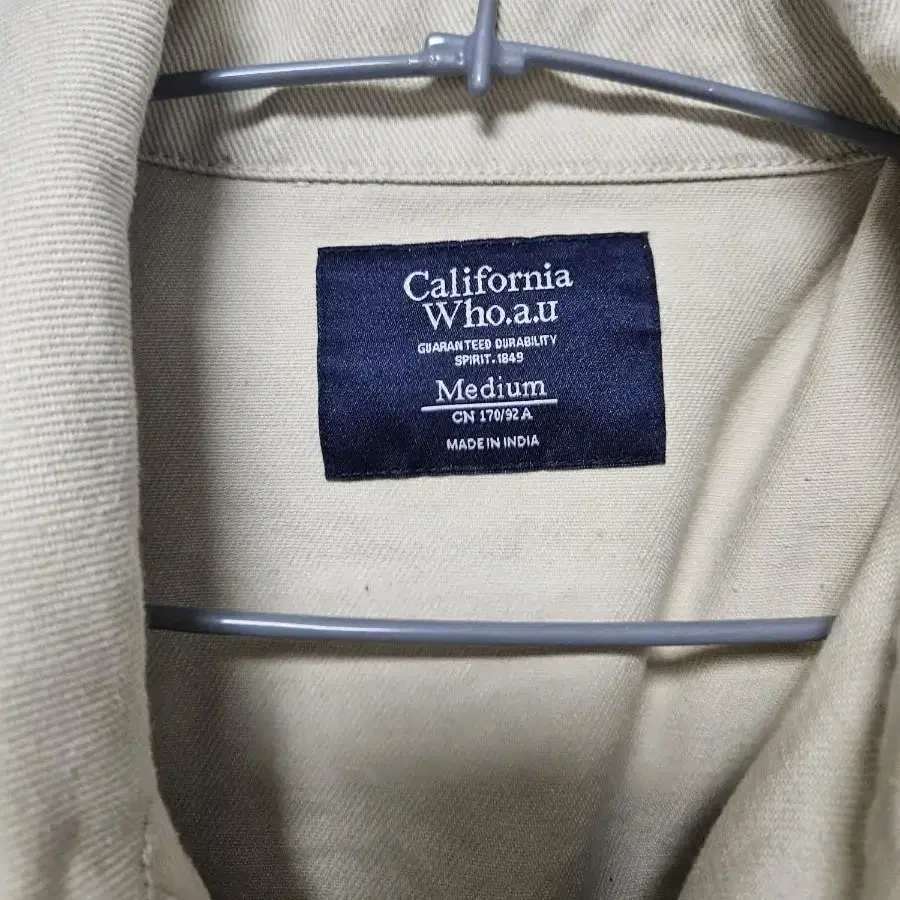 California
Who.a.u
GUARANTEED DURABILITY
SPIRIT.1849
Medium
CN 170/92 A
MADE IN INDIA